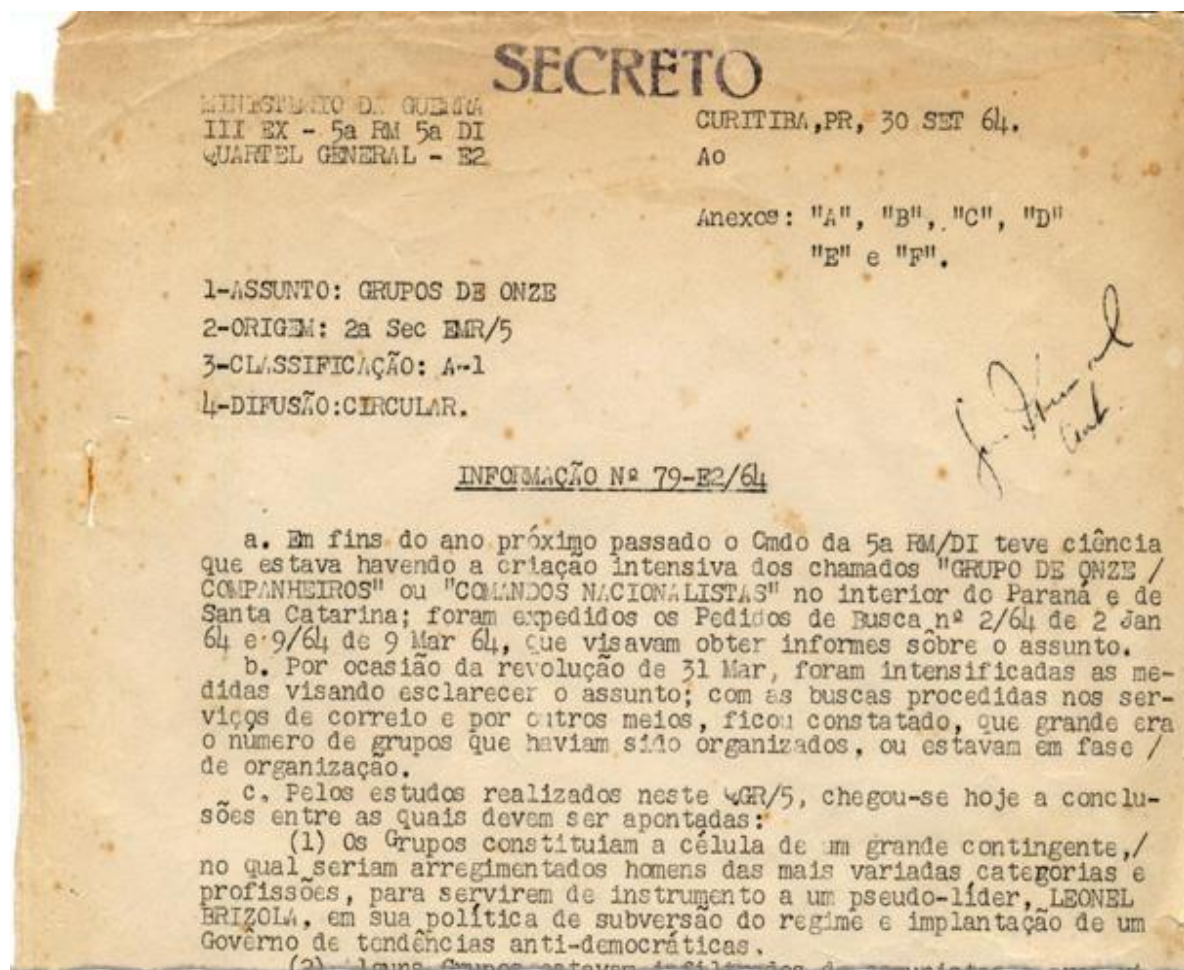 SECRETO
MINISTERIO DA GUERRA
III EX - 5a RM 5a DI
QUARTEL GENERAL - E2
CURITIBA,PR, 30 SET 64.
AO
Anexos: "A", "B", "C", "D"
"E" e "F".
1-ASSUNTO: GRUPOS DE ONZE
2-ORIGEM: 2a Sec EMR/5
3-CLASSIFICAÇÃO: A-1
4-DIFUSÃO:CIRCULAR.
INFORMAÇÃO Nº 79-E2/64
a. Em fins do ano próximo passado o Cmdo da 5a RM/DI teve ciência
que estava havendo a criação intensiva dos chamados "GRUPO DE ONZE /
COMPANHEIROS" ou "COMANDOS NACIONALISTAS" no interior do Paraná e de
Santa Catarina; foram expedidos os Pedidos de Busca nº 2/64 de 2 Jan
64 e 9/64 de 9 Mar 64, que visavam obter informes sôbre o assunto.
b. Por ocasião da revolução de 31 Mar, foram intensificadas as me-
didas visando esclarecer o assunto; com as buscas procedidas nos ser-
viços de correio e por outros meios, ficou constatado, que grande era
o número de grupos que haviam sido organizados, ou estavam em fase /
de organização.
c. Pelos estudos realizados neste QGR/5, chegou-se hoje a conclu-
sões entre as quais devem ser apontadas:
(1) Os Grupos constituiam a célula de um grande contingente,/
no qual seriam arregimentados homens das mais variadas categorias e
profissões, para servirem de instrumento a um pseudo-líder, LEONEL
BRIZOLA, em sua política de subversão do regime e implantação de um
Govêrno de tendências anti-democráticas.
(2) Alguns Grupos estavam infiltrados de